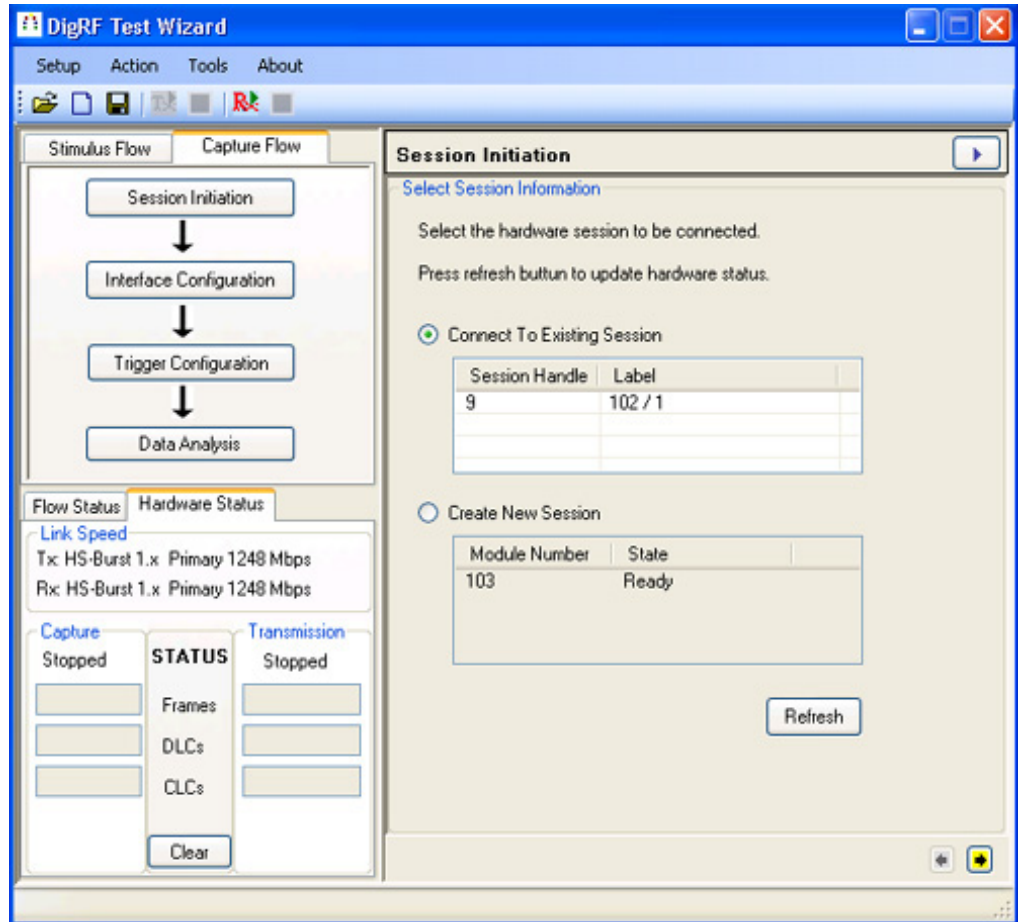 DigRF Test Wizard
Setup Action Tools About
Stimulus Flow Capture Flow
Session Initiation
Interface Configuration
Trigger Configuration
Data Analysis
Flow Status Hardware Status
Link Speed
Tx: HS-Burst 1.x Primary 1248 Mbps
Rx: HS-Burst 1.x Primary 1248 Mbps
Capture STATUS Transmission
Stopped Stopped
Frames
DLCs
CLCs
Clear
Session Initiation
Select Session Information
Select the hardware session to be connected.
Press refresh buttun to update hardware status.
Connect To Existing Session
Session Handle Label
9 102 / 1
Create New Session
Module Number State
103 Ready
Refresh